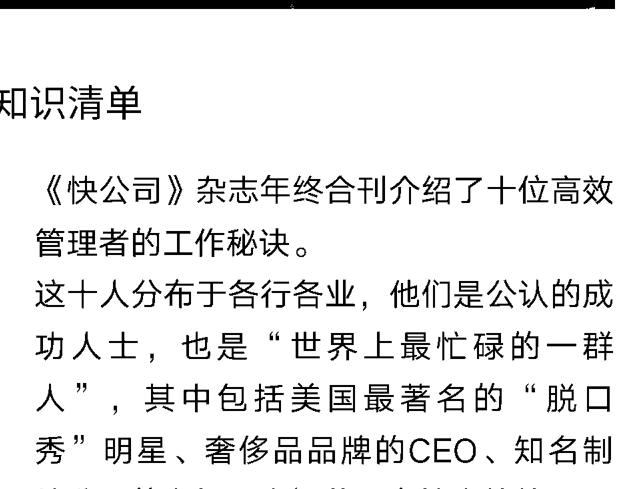 知识清单
《快公司》杂志年终合刊介绍了十位高效
管理者的工作秘诀。
这十人分布于各行各业，他们是公认的成
功人士，也是“世界上最忙碌的一群
人”，其中包括美国最著名的“脱口
秀”明星、奢侈品品牌的CEO、知名制